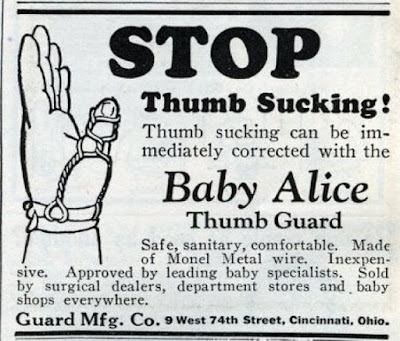 STOP
Thumb Sucking!
Thumb sucking can be im-
mediately corrected with the
Baby Alice
Thumb Guard
Safe, sanitary, comfortable. Made
of Monel Metal wire. Inexpen-
sive. Approved by leading baby specialists. Sold
by surgical dealers, department stores and baby
shops everywhere.
Guard Mfg. Co. 9 West 74th Street, Cincinnati, Ohio.